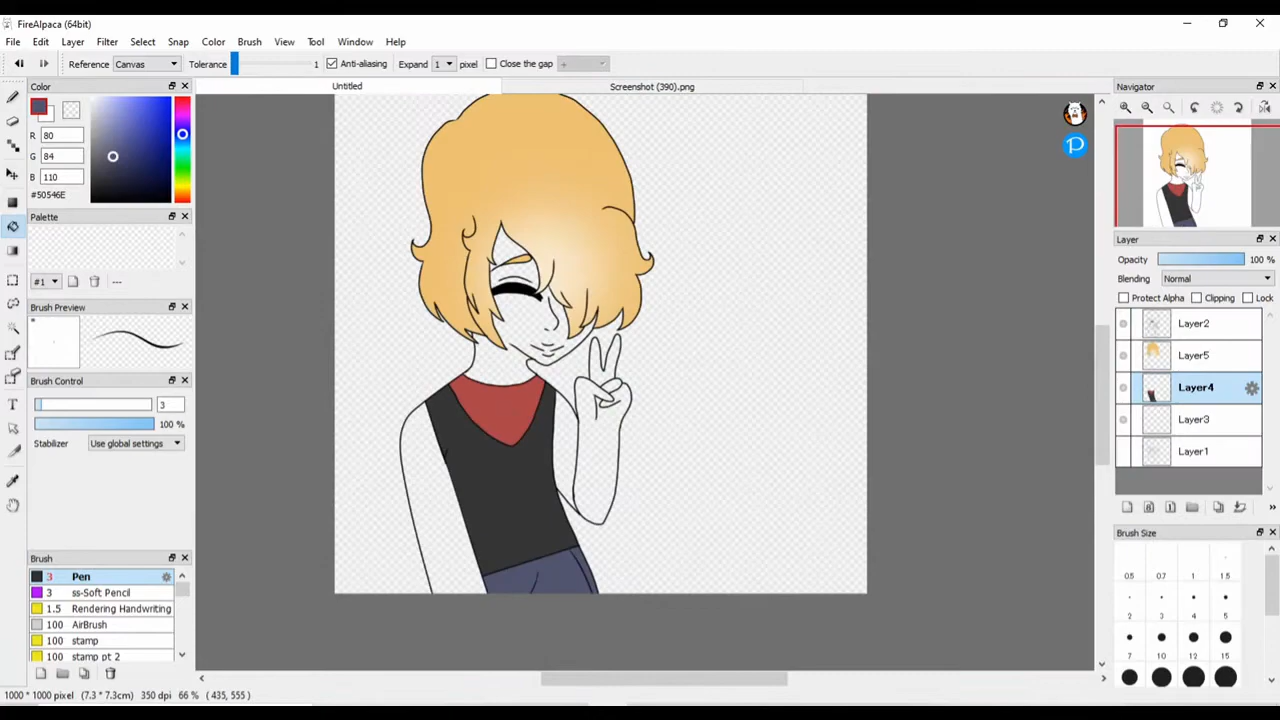 FireAlpaca (64bit)
File Edit Layer Filter Select Snap Color Brush View Tool Window Help
Reference Canvas Tolerance 1 Anti-aliasing Expand 1 pixel Close the gap +
Color
Untitled
Screenshot (390).png
Navigator
R 80
G 84
B 110
#50546E
Palette
#1 ---
Brush Preview
Brush Control
3
100 %
Stabilizer Use global settings
Brush
3 Pen
3 ss-Soft Pencil
1.5 Rendering Handwriting
100 AirBrush
100 stamp
100 stamp pt 2
P
Layer
Opacity 100 %
Blending Normal
Protect Alpha Clipping Lock
Layer2
Layer5
Layer4
Layer3
Layer1
8 1
Brush Size
0.5 0.7 1 1.5
2 3 4 5
7 10 12 15
1000 * 1000 pixel (7.3 * 7.3cm) 350 dpi 66 % ( 435, 555 )